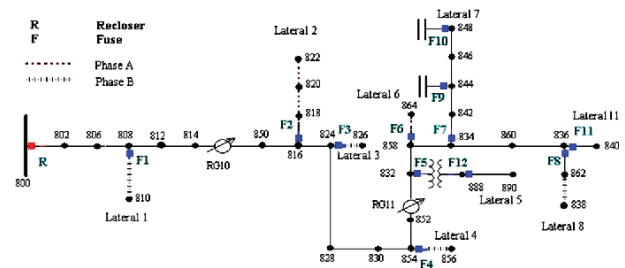 R Recloser
F Fuse
Phase A
Phase B
Lateral 2
822
820
818
F2
816
Lateral 7
F10
848
846
F9
844
842
Lateral 6
864
F6
858
F7
834
860
836
Lateral 11
F11
840
F8
862
838
Lateral 8
800
R
802
806
808
F1
810
Lateral 1
812
814
RG10
850
824
F3
826
Lateral 3
832
F5
F12
888
890
Lateral 5
RG11
852
Lateral 4
828
830
854
F4
856